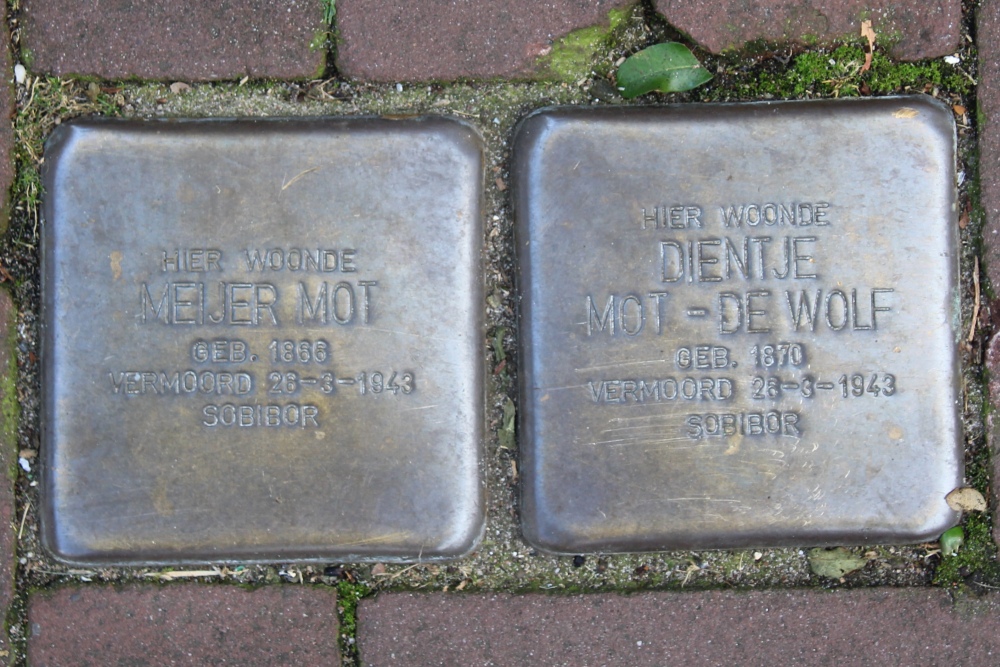 HIER WOONDE
MEIJER MOT
GEB. 1866
VERMOORD 26-3-1943
SOBIBOR
HIER WOONDE
DIENTJE
MOT - DE WOLF
GEB. 1870
VERMOORD 26-3-1943
SOBIBOR